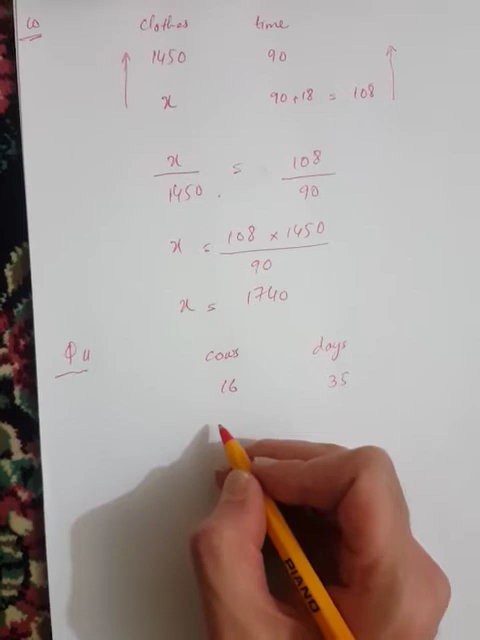 clothes time
1450 90
x 90+18 = 108
x/1450 = 108/90
x = 108 × 1450 / 90
x = 1740
cows days
16 35
PIANO